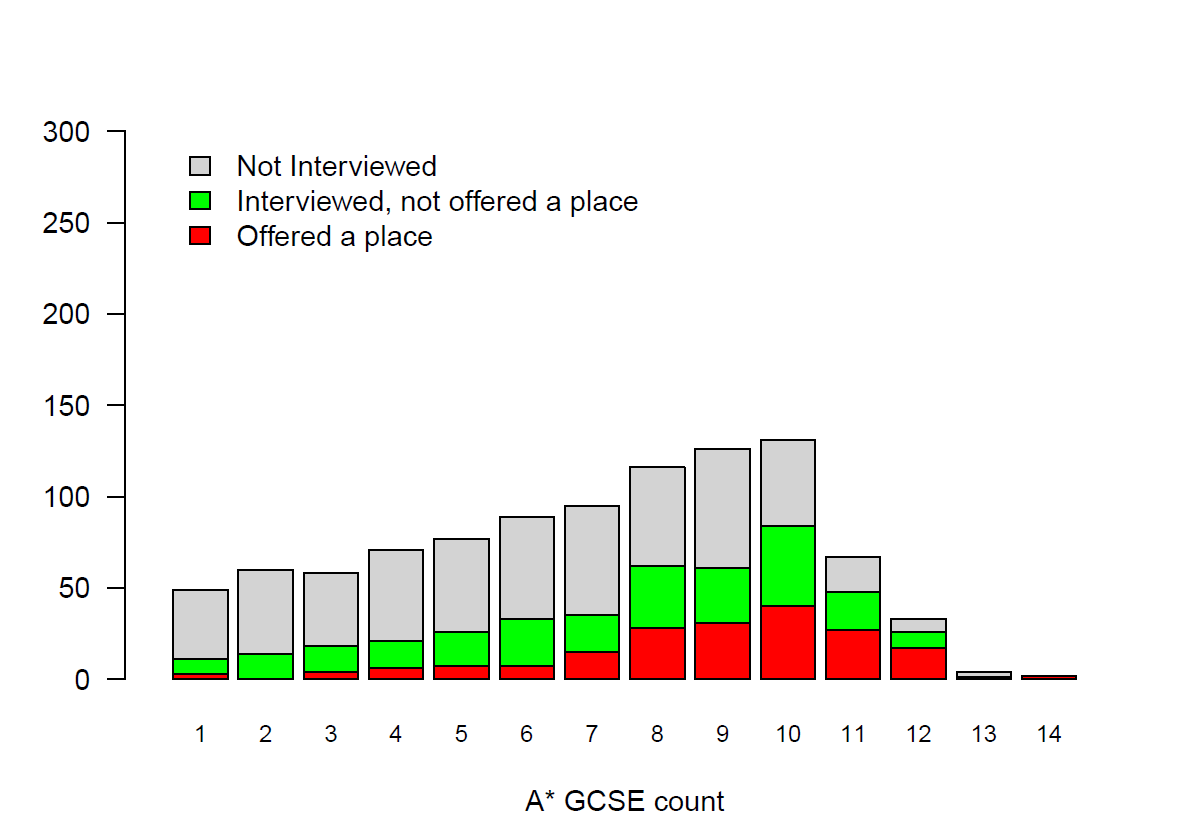 300
250
200
150
100
50
0
Not Interviewed
Interviewed, not offered a place
Offered a place
1 2 3 4 5 6 7 8 9 10 11 12 13 14
A* GCSE count